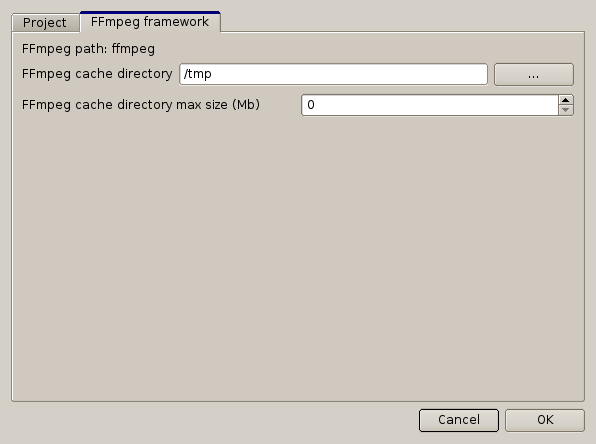 Project FFmpeg framework
FFmpeg path: ffmpeg
FFmpeg cache directory /tmp ...
FFmpeg cache directory max size (Mb) 0
Cancel OK